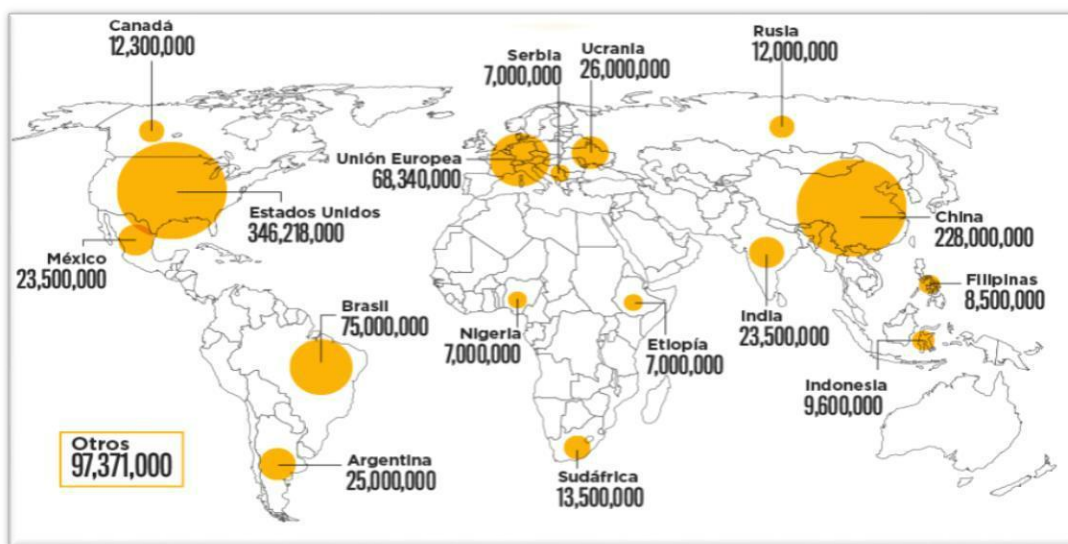 Canadá
12,300,000
Rusia
12,000,000
Serbia
7,000,000
Ucrania
26,000,000
Unión Europea
68,340,000
Estados Unidos
346,218,000
China
228,000,000
México
23,500,000
Filipinas
8,500,000
Brasil
75,000,000
Nigeria
7,000,000
Etiopía
7,000,000
India
23,500,000
Indonesia
9,600,000
Otros
97,371,000
Argentina
25,000,000
Sudáfrica
13,500,000